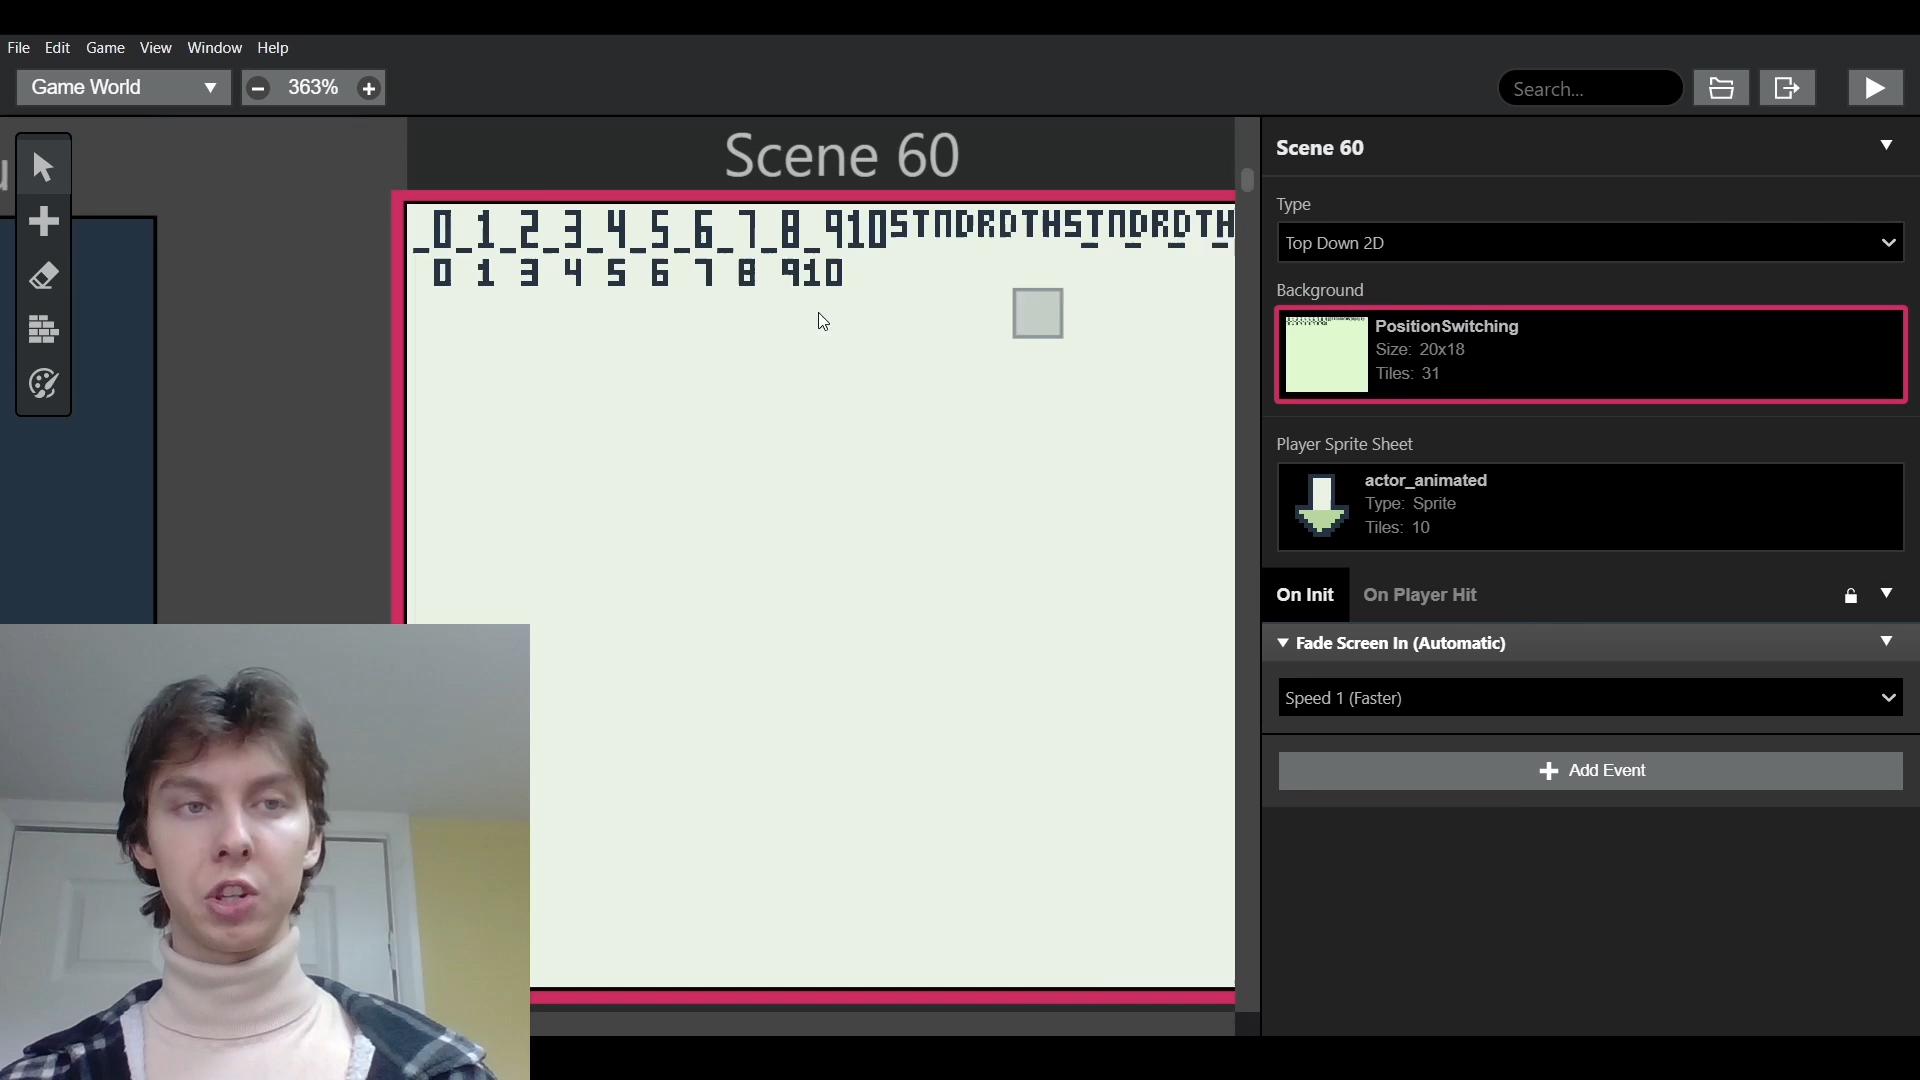 File Edit Game View Window Help
Game World 363% Search...
Scene 60
_0_1_2_3_4_5_6_7_8_910STNDRDTHSTNDRDTH
0 1 3 4 5 6 7 8 910
Scene 60
Type
Top Down 2D
Background
PositionSwitching
Size: 20x18
Tiles: 31
Player Sprite Sheet
actor_animated
Type: Sprite
Tiles: 10
On Init On Player Hit
Fade Screen In (Automatic)
Speed 1 (Faster)
Add Event